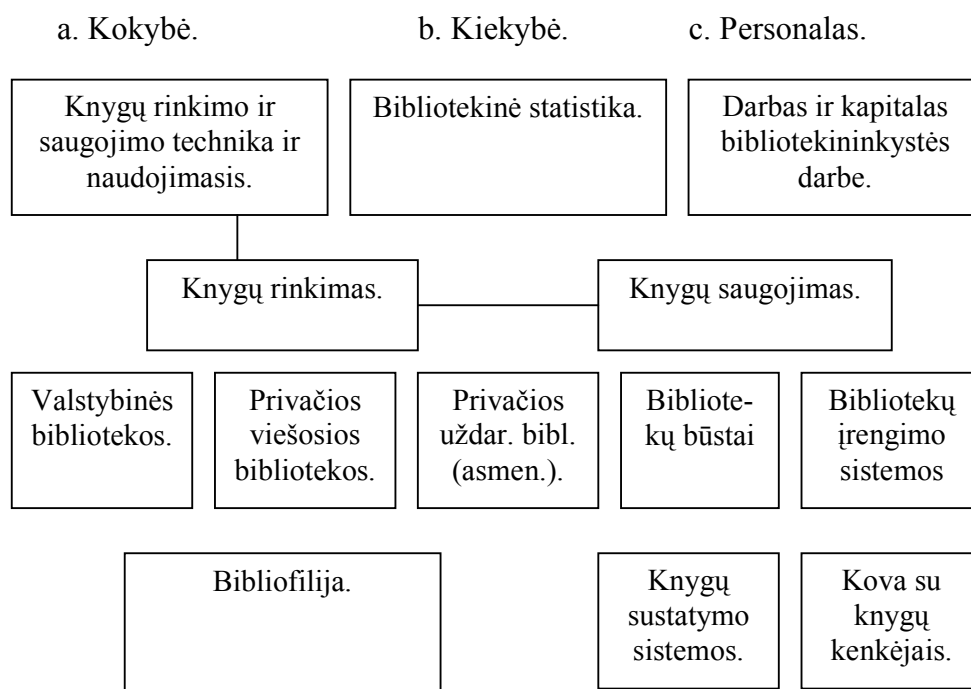 a. Kokybė.
b. Kiekybė.
c. Personalas.
Knygų rinkimo ir
saugojimo technika ir
naudojimasis.
Bibliotekinė statistika.
Darbas ir kapitalas
bibliotekininkystės
darbe.
Knygų rinkimas.
Knygų saugojimas.
Valstybinės
bibliotekos.
Privačios
viešosios
bibliotekos.
Privačios
uždar. bibl.
(asmen.).
Bibliote-
kų būstai
Bibliotekų
įrengimo
sistemos
Bibliofilija.
Knygų
sustatymo
sistemos.
Kova su
knygų
kenkėjais.